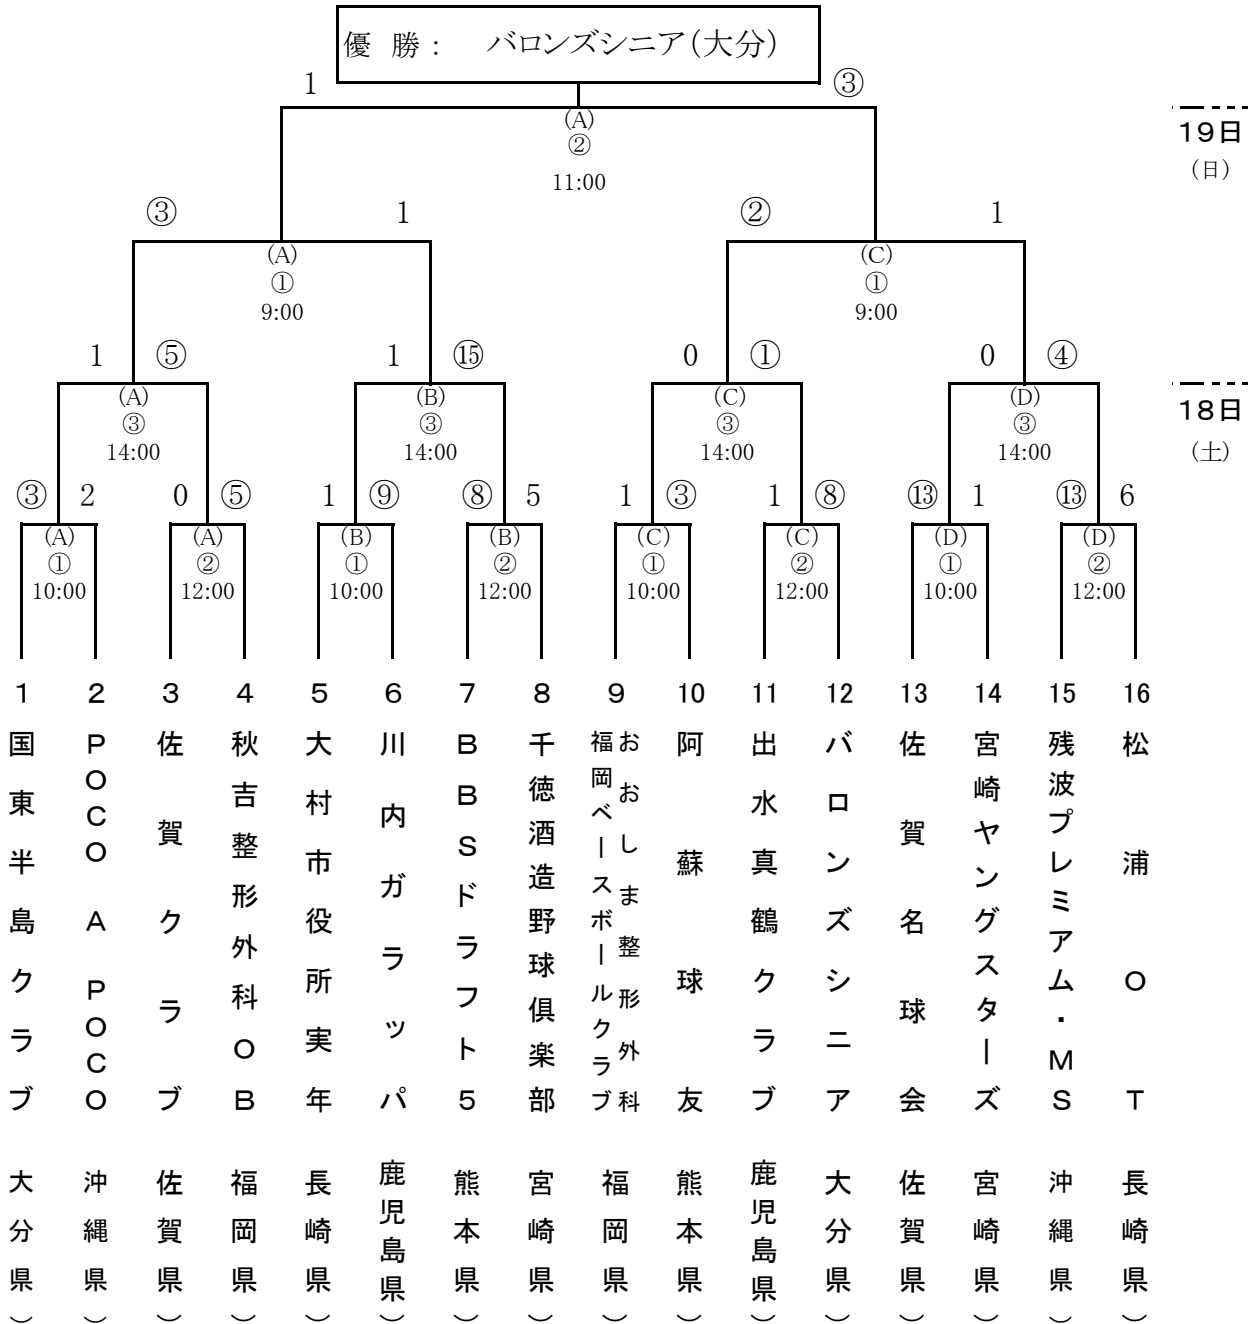 優 勝 : バロンズシニア(大分)
1 ③
(A)
②
11:00
19日
(日)
③ 1 ② 1
(A) (C)
① ①
9:00 9:00
1 ⑤ 1 ⑮ 0 ① 0 ④
(A) (B) (C) (D)
③ ③ ③ ③
14:00 14:00 14:00 14:00
18日
(土)
③ 2 0 ⑤ 1 ⑨ ⑧ 5 1 ③ 1 ⑧ ⑬ 1 ⑬ 6
(A) (A) (B) (B) (C) (C) (D) (D)
① ② ① ② ① ② ① ②
10:00 12:00 10:00 12:00 10:00 12:00 10:00 12:00
1 2 3 4 5 6 7 8 9 10 11 12 13 14 15 16
国東半島クラブ
大分県)
POCO A POCO
沖縄県)
佐賀クラブ
佐賀県)
秋吉整形外科OB
福岡県)
大村市役所実年
長崎県)
川内ガラッパ
鹿児島県)
BBSドラフト5
熊本県)
千徳酒造野球倶楽部
宮崎県)
おおしま整形外科
福岡ベースボールクラブ
福岡県)
阿蘇球友
熊本県)
出水真鶴クラブ
鹿児島県)
バロンズシニア
大分県)
佐賀名球会
佐賀県)
宮崎ヤングスターズ
宮崎県)
残波プレミアム・MS
沖縄県)
松浦OT
長崎県)